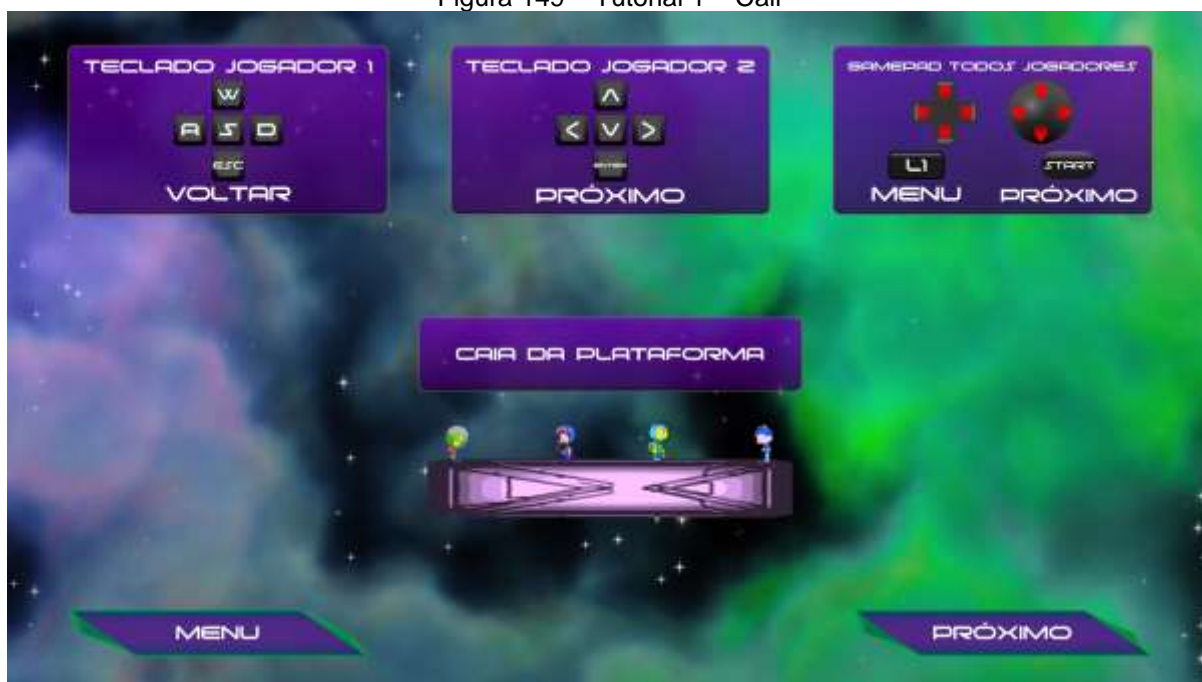 Figura 149 – Tutorial 1 – Cair
TECLADO JOGADOR 1
W
A S D
ESC
VOLTAR
TECLADO JOGADOR 2
ENTER
PRÓXIMO
GAMEPAD TODOS JOGADORES
L1 START
MENU PRÓXIMO
CAIA DA PLATAFORMA
MENU
PRÓXIMO